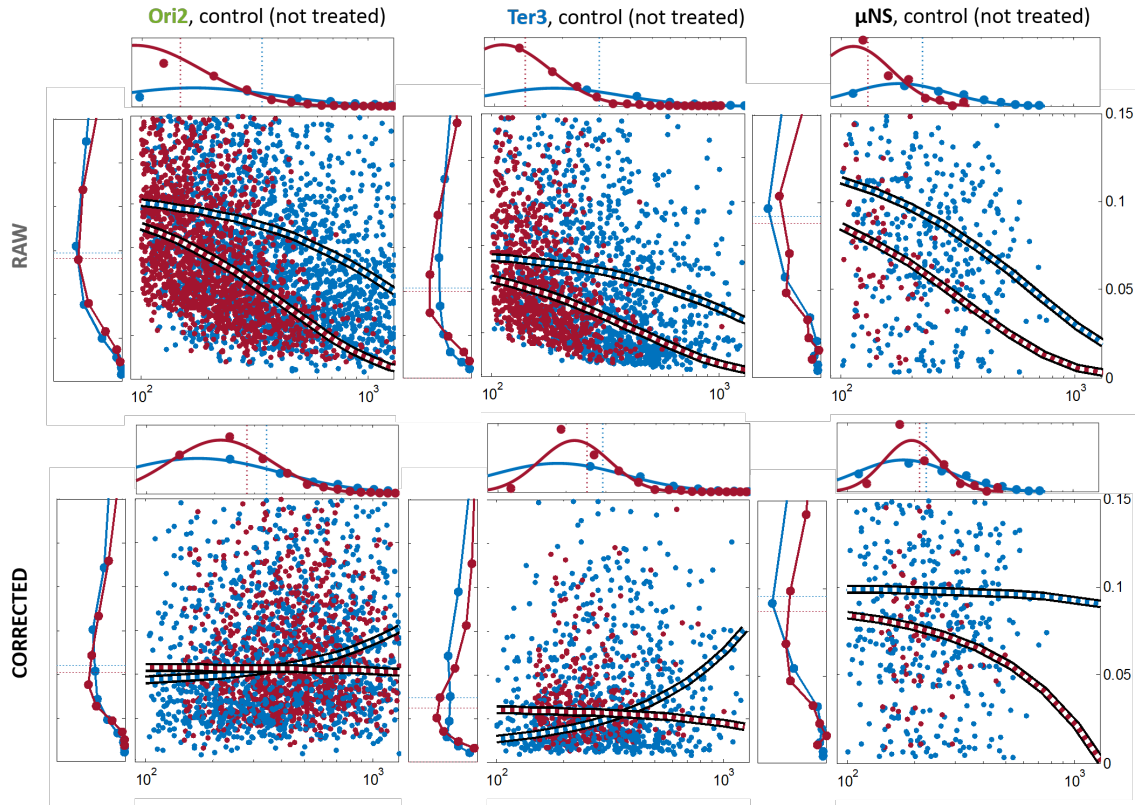 Ori2, control (not treated) Ter3, control (not treated) μNS, control (not treated)
RAW
0.15
0.1
0.05
0
10² 10³ 10² 10³ 10² 10³
CORRECTED
0.15
0.1
0.05
0
10² 10³ 10² 10³ 10² 10³